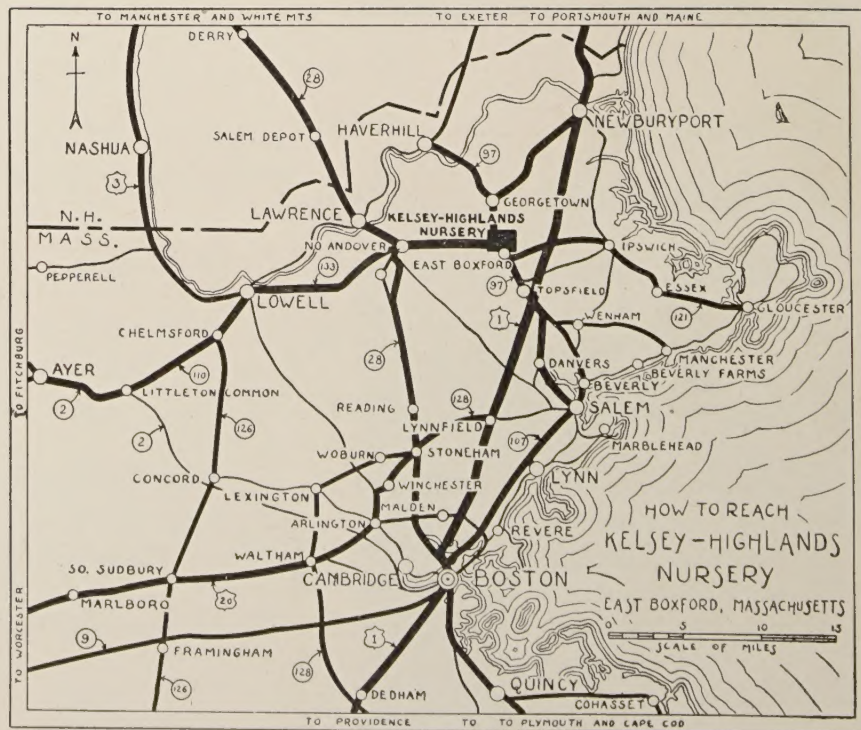 TO MANCHESTER AND WHITE MTS
TO EXETER TO PORTSMOUTH AND MAINE
N
DERRY
28
SALEM DEPOT
HAVERHILL
NEWBURYPORT
NASHUA
97
3
GEORGETOWN
LAWRENCE
KELSEY-HIGHLANDS
NURSERY
N.H.
MASS.
NO ANDOVER
IPSWICH
EAST BOXFORD
PEPPERELL
133
97
LOWELL
TOPSFIELD
ESSEX
121
GLOUCESTER
1
WENHAM
CHELMSFORD
28
DANVERS
MANCHESTER
BEVERLY FARMS
AYER
110
BEVERLY
LITTLETON COMMON
TO FITCHBURG
2
READING
SALEM
126
128
LYNNFIELD
2
107
MARBLEHEAD
WOBURN
STONEHAM
CONCORD
LYNN
LEXINGTON
WINCHESTER
MALDEN
HOW TO REACH
KELSEY-HIGHLANDS
NURSERY
EAST BOXFORD, MASSACHUSETTS
0 5 10 15
SCALE OF MILES
ARLINGTON
REVERE
WALTHAM
SO. SUDBURY
CAMBRIDGE
BOSTON
MARLBORO
20
TO WORCESTER
9
1
FRAMINGHAM
128
126
DEDHAM
QUINCY
COHASSET
TO PROVIDENCE
TO TO PLYMOUTH AND CAPE COD